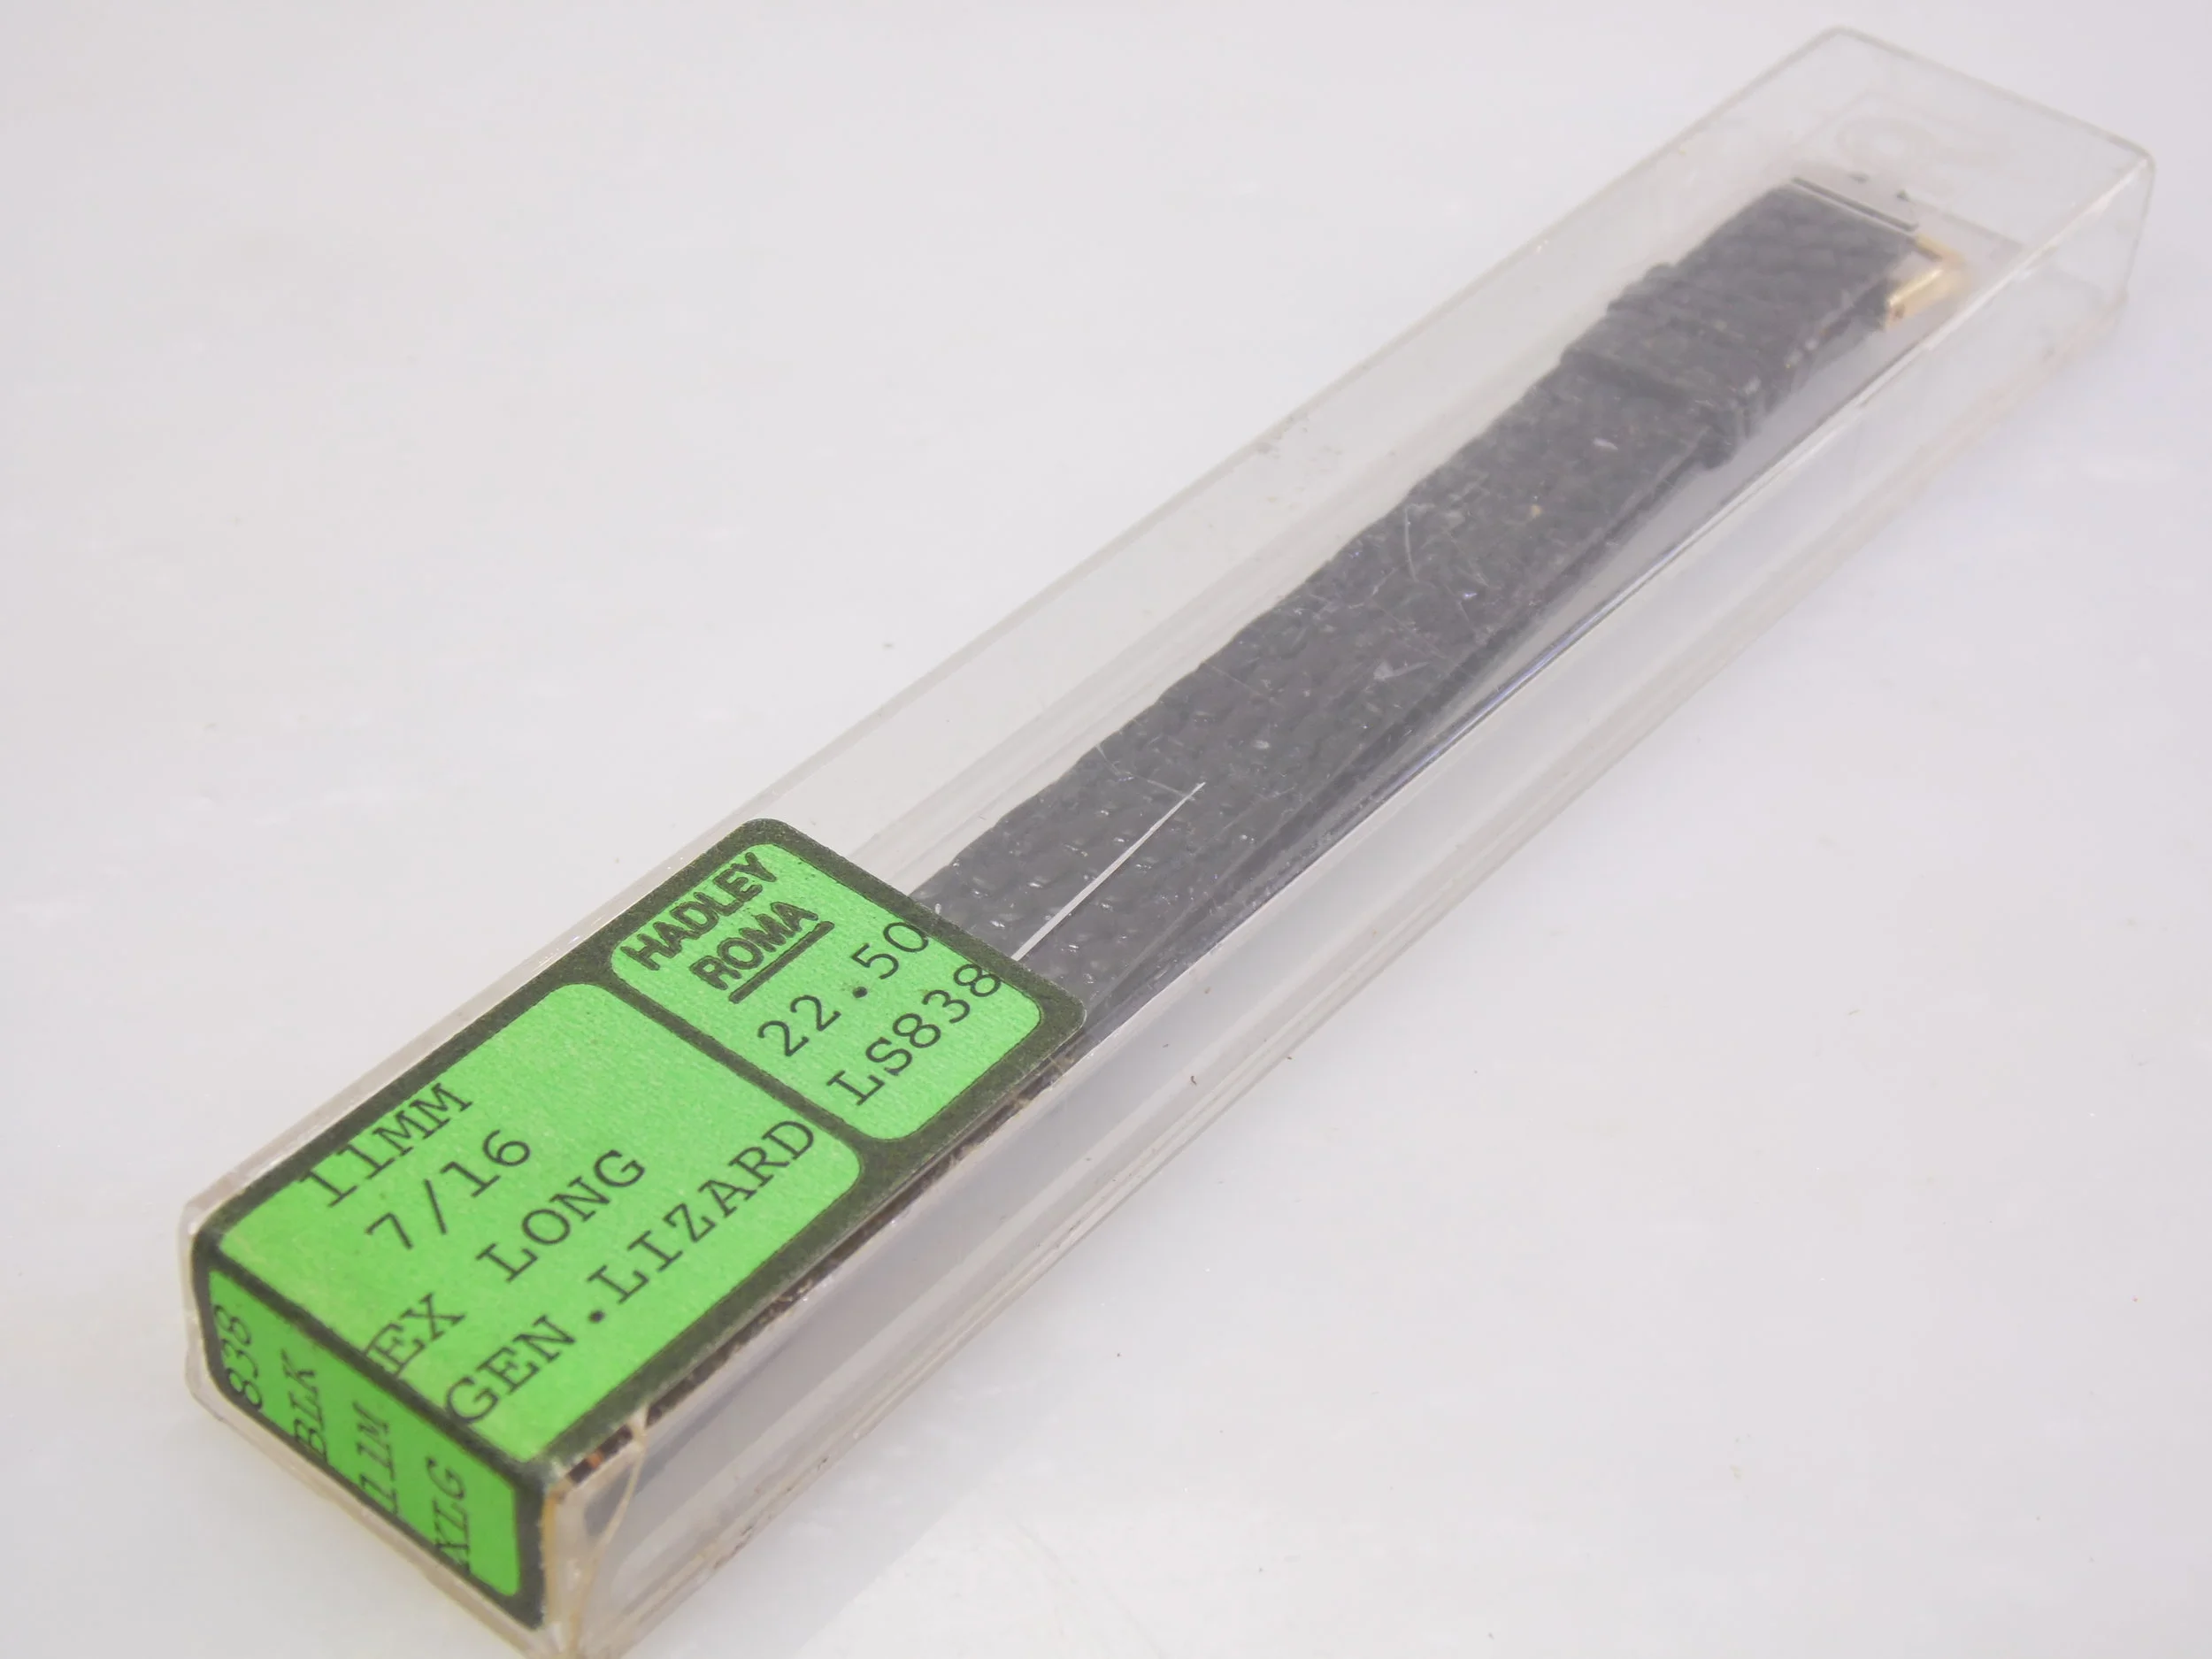 HADLEY
ROMA
22.50
LS838
11MM
7/16
EX LONG
GEN.LIZARD
838
BLK
11M
XLG